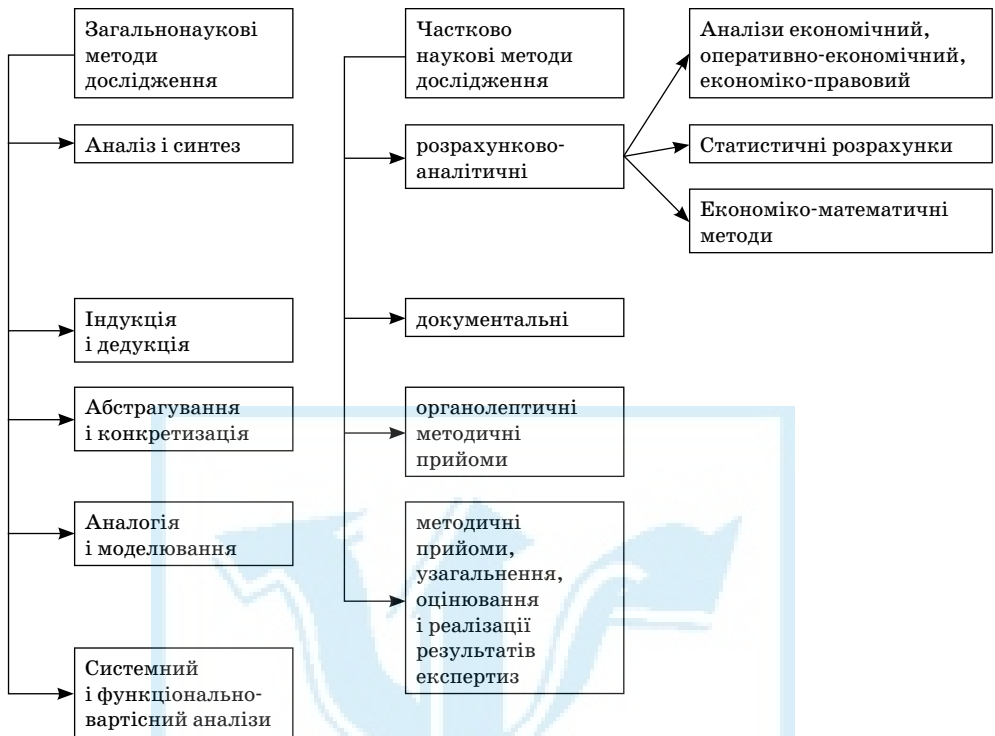 Загальнонаукові
методи
дослідження
Аналіз і синтез
Індукція
і дедукція
Абстрагування
і конкретизація
Аналогія
і моделювання
Системний
і функціонально-
вартісний аналізи
Частково
наукові методи
дослідження
розрахунково-
аналітичні
документальні
органолептичні
методичні
прийоми
методичні
прийоми,
узагальнення,
оцінювання
і реалізації
результатів
експертиз
Аналізи економічний,
оперативно-економічний,
економіко-правовий
Статистичні розрахунки
Економіко-математичні
методи